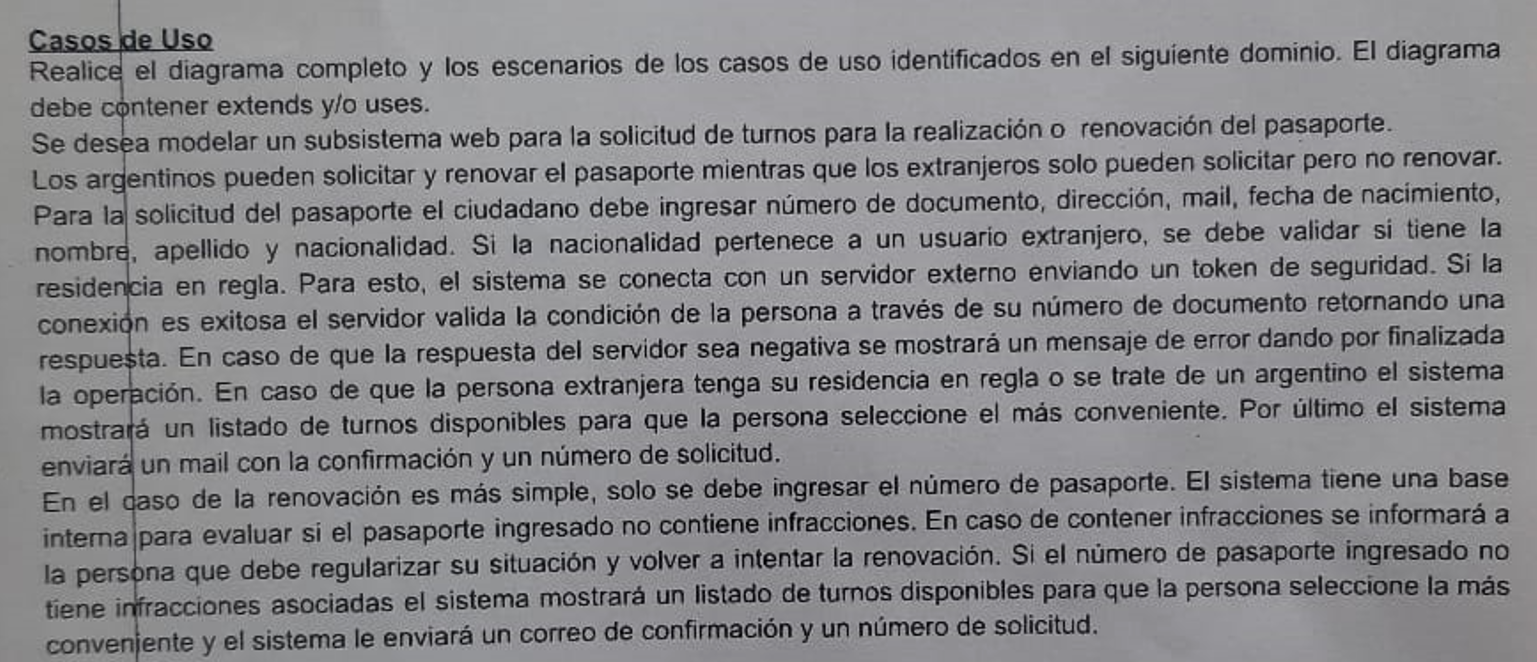 Casos de Uso
Realice el diagrama completo y los escenarios de los casos de uso identificados en el siguiente dominio. El diagrama
debe contener extends y/o uses.
Se desea modelar un subsistema web para la solicitud de turnos para la realización o renovación del pasaporte.
Los argentinos pueden solicitar y renovar el pasaporte mientras que los extranjeros solo pueden solicitar pero no renovar.
Para la solicitud del pasaporte el ciudadano debe ingresar número de documento, dirección, mail, fecha de nacimiento,
nombre, apellido y nacionalidad. Si la nacionalidad pertenece a un usuario extranjero, se debe validar si tiene la
residencia en regla. Para esto, el sistema se conecta con un servidor externo enviando un token de seguridad. Si la
conexión es exitosa el servidor valida la condición de la persona a través de su número de documento retornando una
respuesta. En caso de que la respuesta del servidor sea negativa se mostrará un mensaje de error dando por finalizada
la operación. En caso de que la persona extranjera tenga su residencia en regla o se trate de un argentino el sistema
mostrará un listado de turnos disponibles para que la persona seleccione el más conveniente. Por último el sistema
enviará un mail con la confirmación y un número de solicitud.
En el caso de la renovación es más simple, solo se debe ingresar el número de pasaporte. El sistema tiene una base
interna para evaluar si el pasaporte ingresado no contiene infracciones. En caso de contener infracciones se informará a
la persona que debe regularizar su situación y volver a intentar la renovación. Si el número de pasaporte ingresado no
tiene infracciones asociadas el sistema mostrará un listado de turnos disponibles para que la persona seleccione la más
conveniente y el sistema le enviará un correo de confirmación y un número de solicitud.